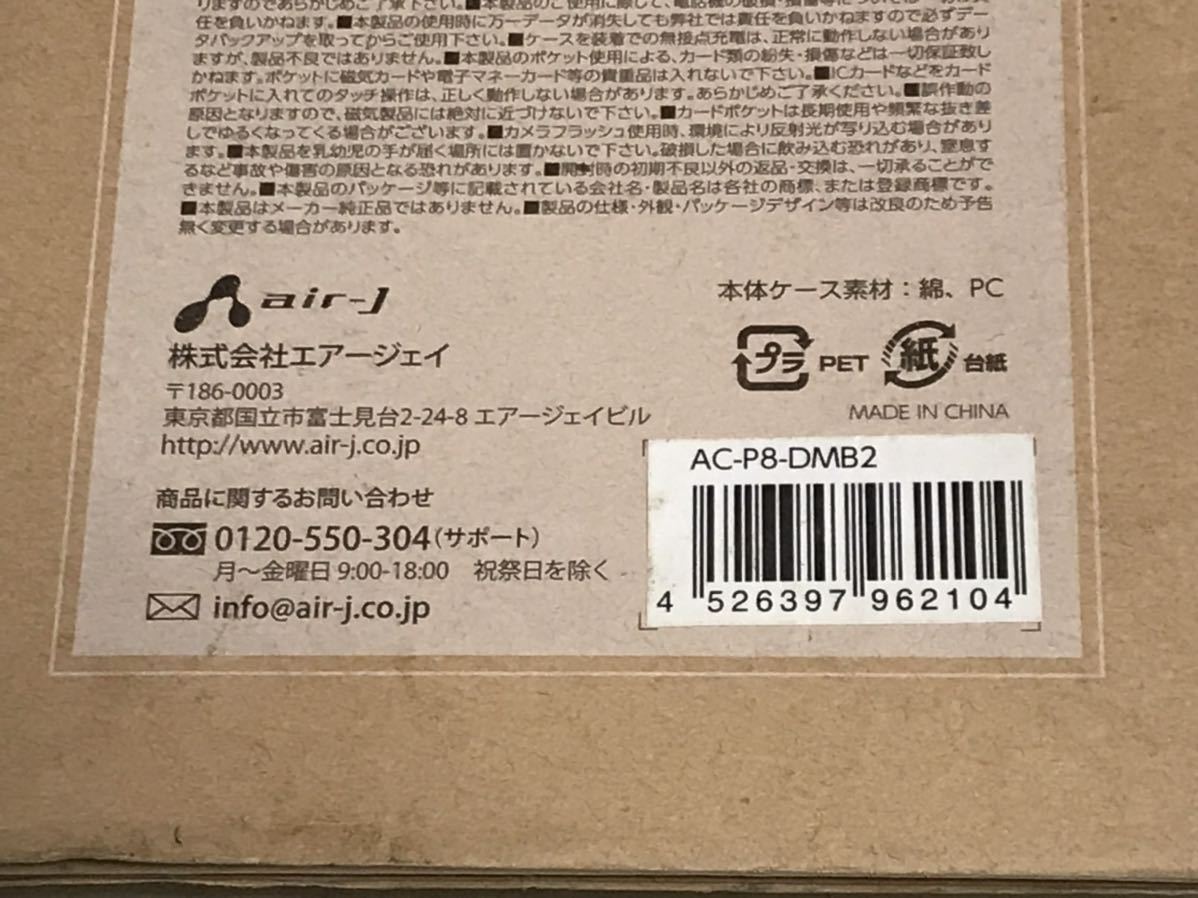 りますのであらかじめご了承下さい。■本製品のご使用に際して、電話機の破損・損傷等に
任を負いかねます。■本製品の使用時に万一データが消失しても弊社では責任を負いかねますので必ずデー
タバックアップを取ってからご使用下さい。■ケースを装着での無接点充電は、正常に動作しない場合があり
ますが、製品不良ではありません。■本製品のポケット使用による、カード類の紛失・損傷などは一切保証致し
かねます。ポケットに磁気カードや電子マネーカード等の貴重品は入れないで下さい。■ICカードなどをカード
ポケットに入れてのタッチ操作は、正しく動作しない場合があります。あらかじめご了承ください。■誤作動の
原因となりますので、磁気製品には絶対に近づけないで下さい。■カードポケットは長期使用や頻繁な抜き差
しでゆるくなってくる場合がございます。■カメラフラッシュ使用時、環境により反射光が写り込む場合があり
ます。■本製品を乳幼児の手が届く場所には置かないで下さい。破損した場合に飲み込む恐れがあり、窒息す
るなど事故や傷害の原因となる恐れがあります。■開封時の初期不良以外の返品・交換は、一切承ることがで
きません。■本製品のパッケージ等に記載されている会社名・製品名は各社の商標、または登録商標です。
■本製品はメーカー純正品ではありません。■製品の仕様・外観・パッケージデザイン等は改良のため予告
無く変更する場合があります。
air-J
株式会社エアージェイ
〒186-0003
東京都国立市富士見台2-24-8 エアージェイビル
http://www.air-j.co.jp
商品に関するお問い合わせ
0120-550-304(サポート)
月〜金曜日 9:00-18:00 祝祭日を除く
info@air-j.co.jp
本体ケース素材：綿、PC
プラ PET 紙 台紙
MADE IN CHINA
AC-P8-DMB2
4 526397 962104